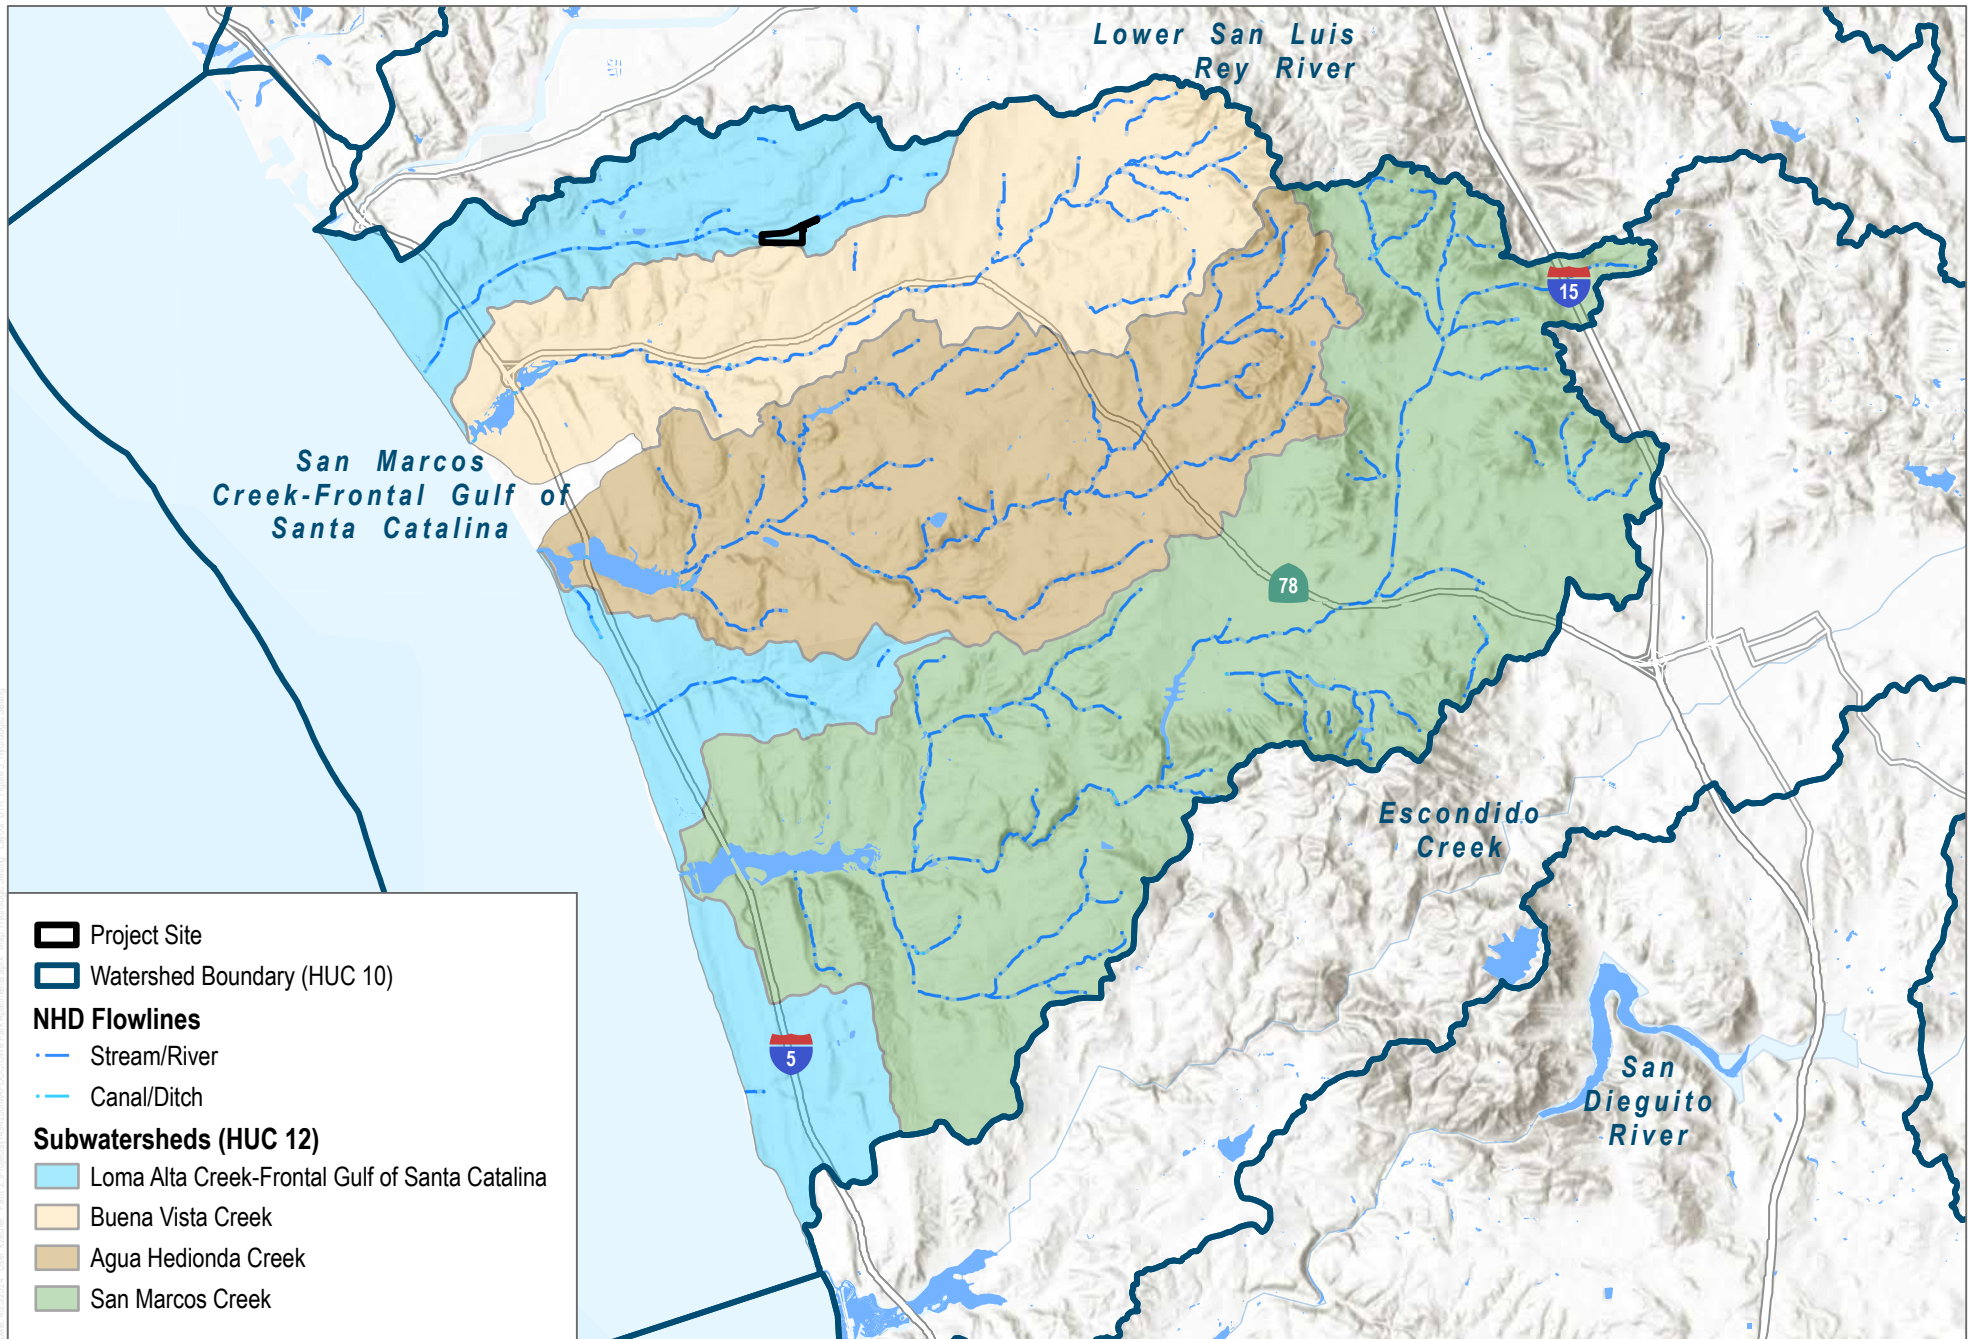 Lower San Luis
Rey River
15
San Marcos
Creek-Frontal Gulf of
Santa Catalina
78
Escondido
Creek
5
San
Dieguito
River
Project Site
Watershed Boundary (HUC 10)
NHD Flowlines
Stream/River
Canal/Ditch
Subwatersheds (HUC 12)
Loma Alta Creek-Frontal Gulf of Santa Catalina
Buena Vista Creek
Agua Hedionda Creek
San Marcos Creek